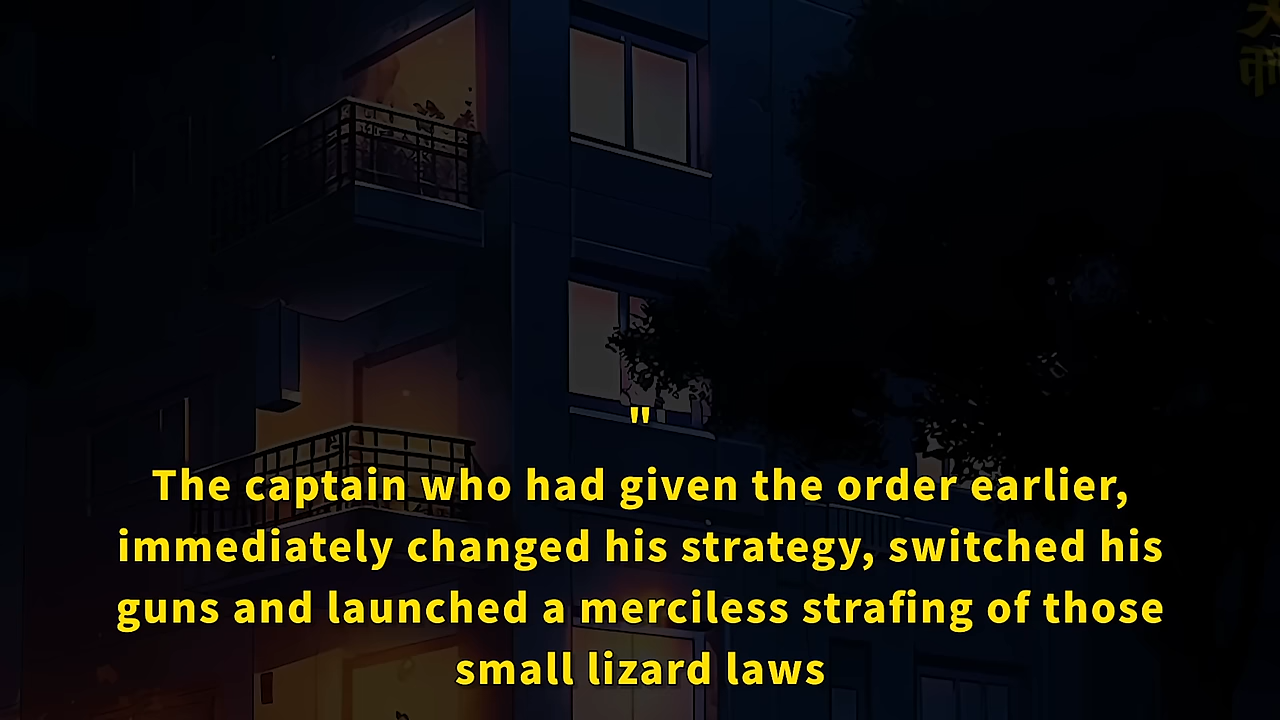 "
The captain who had given the order earlier,
immediately changed his strategy, switched his
guns and launched a merciless strafing of those
small lizard laws